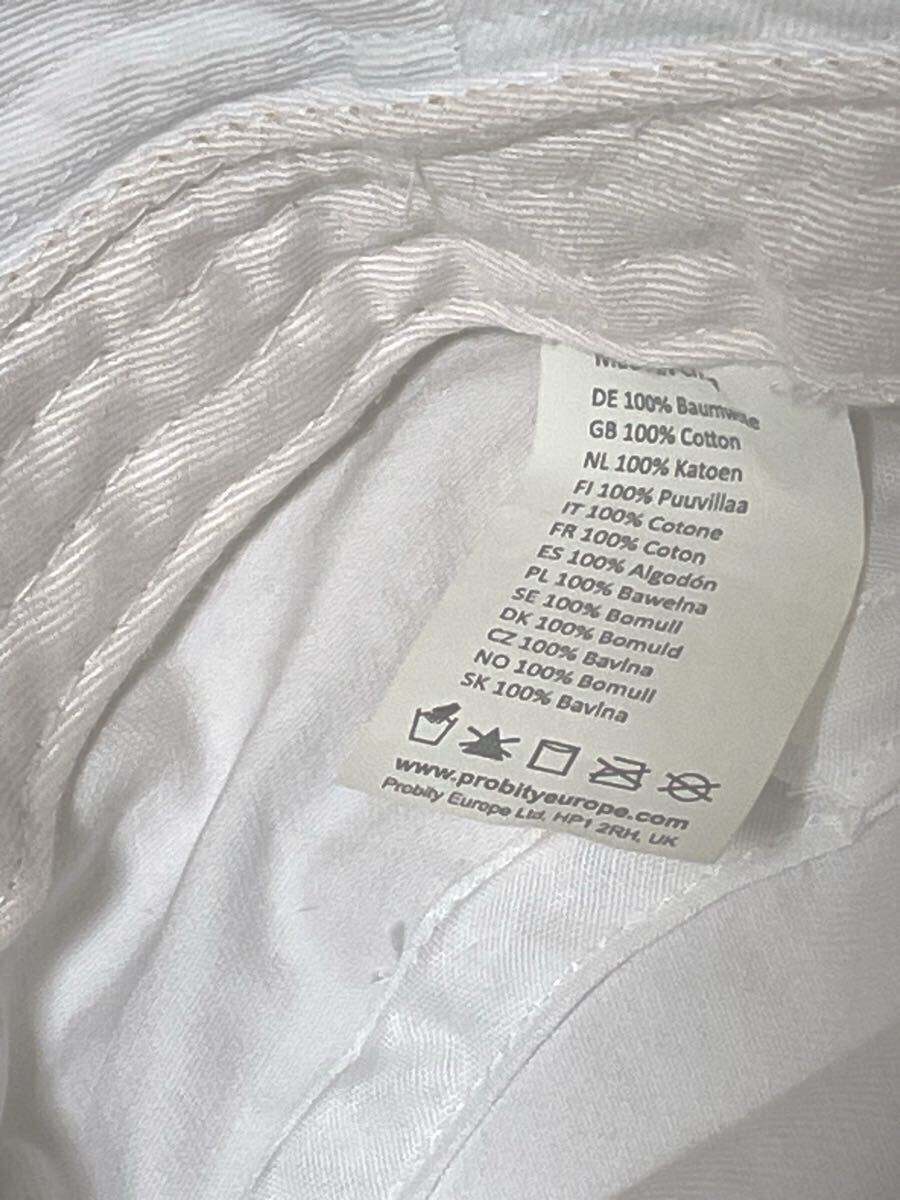 DE 100% Baumwolle
GB 100% Cotton
NL 100% Katoen
FI 100% Puuvillaa
IT 100% Cotone
FR 100% Coton
ES 100% Algodón
PL 100% Bawełna
SE 100% Bomull
DK 100% Bomuld
CZ 100% Bavlna
NO 100% Bomull
SK 100% Bavlna
www.probityeurope.com
Probity Europe Ltd. HP1 2RH, UK